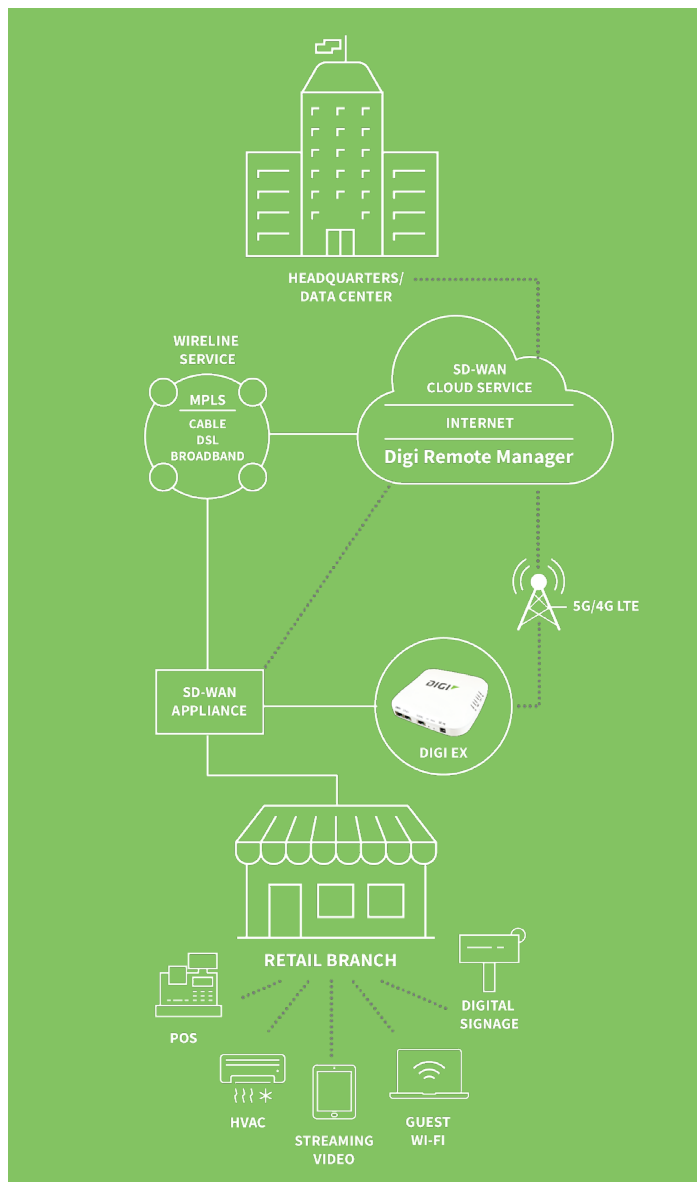 HEADQUARTERS/
DATA CENTER
WIRELINE
SERVICE
MPLS
CABLE
DSL
BROADBAND
SD-WAN
CLOUD SERVICE
INTERNET
Digi Remote Manager
5G/4G LTE
SD-WAN
APPLIANCE
DIGI
DIGI EX
RETAIL BRANCH
POS
DIGITAL
SIGNAGE
HVAC
STREAMING
VIDEO
GUEST
WI-FI